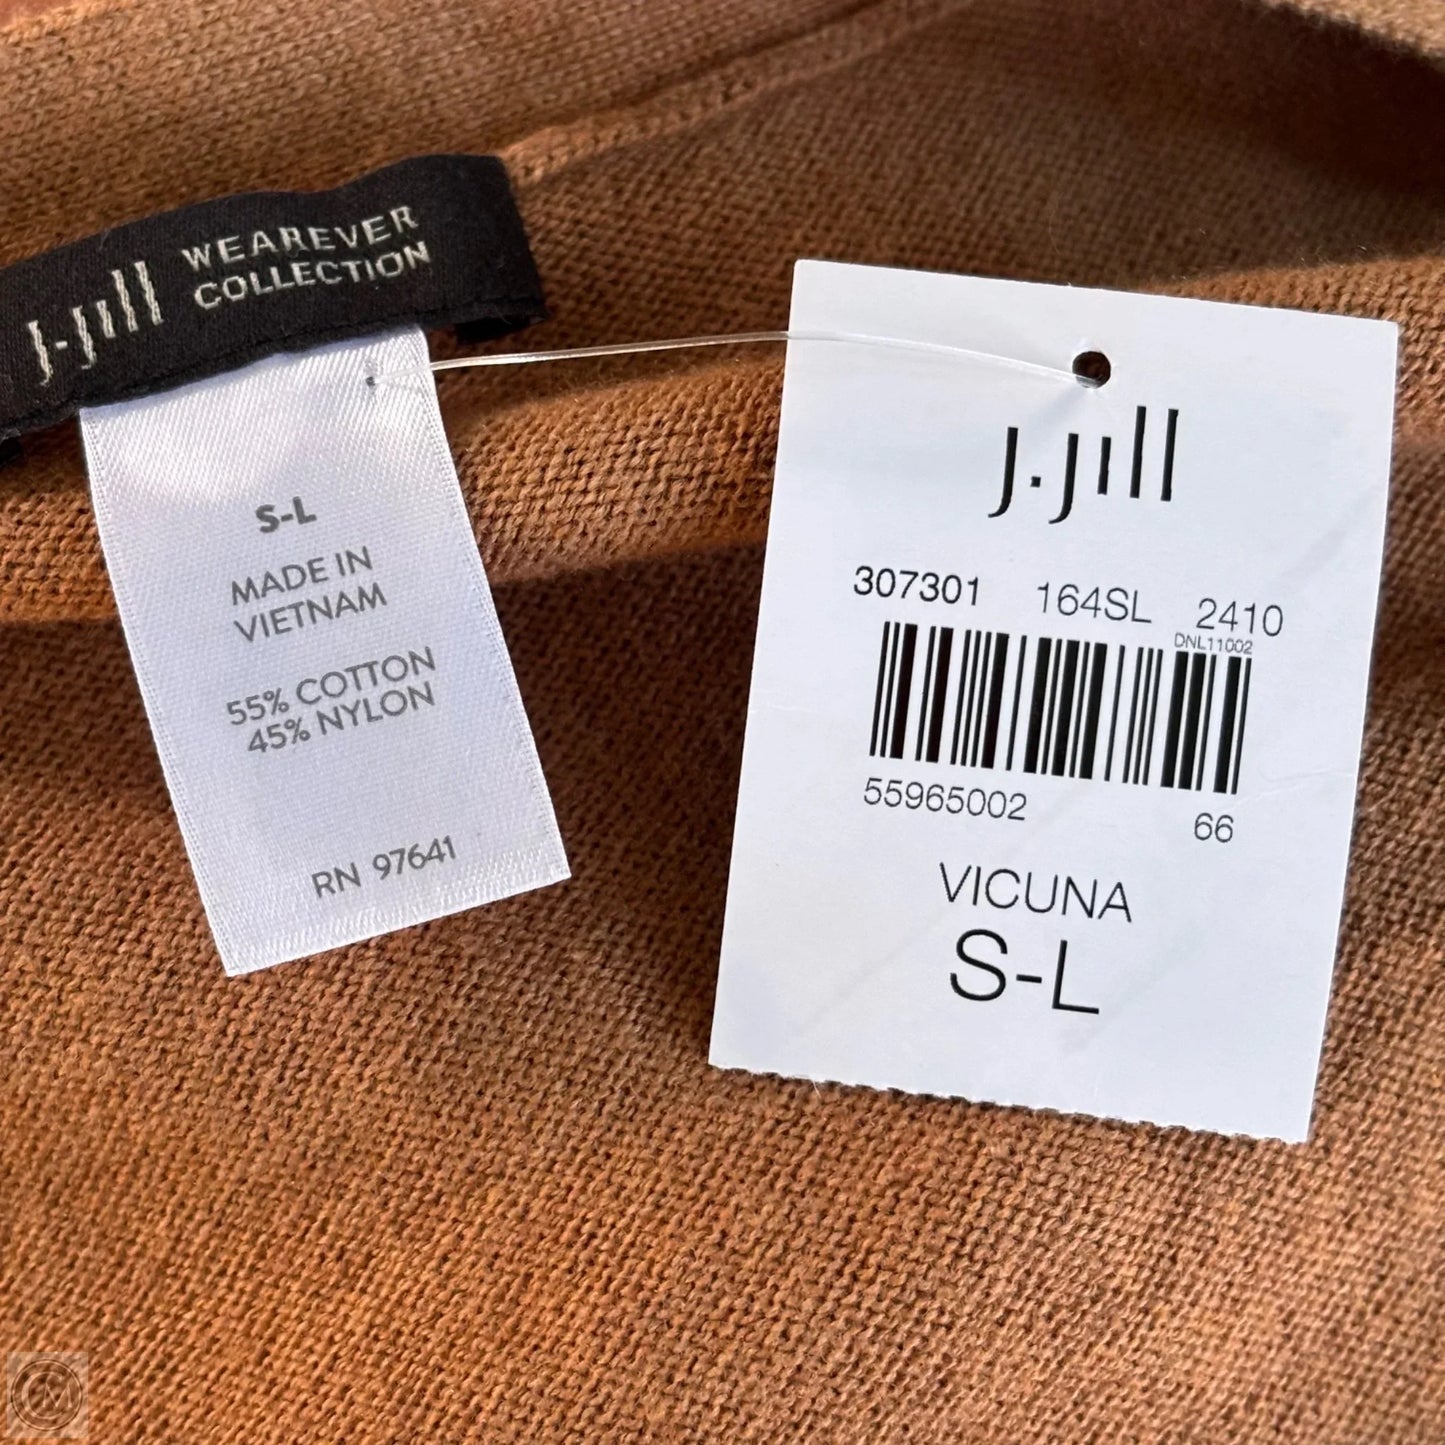 J.Jill WEAREVER
COLLECTION
S-L
MADE IN
VIETNAM
55% COTTON
45% NYLON
RN 97641
J.Jill
307301 164SL 2410
DNL11002
55965002 66
VICUNA
S-L
CM